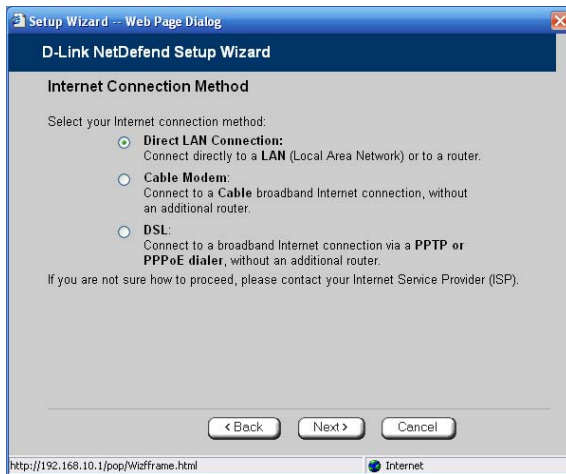 Setup Wizard -- Web Page Dialog
D-Link NetDefend Setup Wizard
Internet Connection Method
Select your Internet connection method:
Direct LAN Connection:
Connect directly to a LAN (Local Area Network) or to a router.
Cable Modem:
Connect to a Cable broadband Internet connection, without
an additional router.
DSL:
Connect to a broadband Internet connection via a PPTP or
PPPoE dialer, without an additional router.
If you are not sure how to proceed, please contact your Internet Service Provider (ISP).
< Back
Next >
Cancel
http://192.168.10.1/pop/Wizfframe.html
Internet